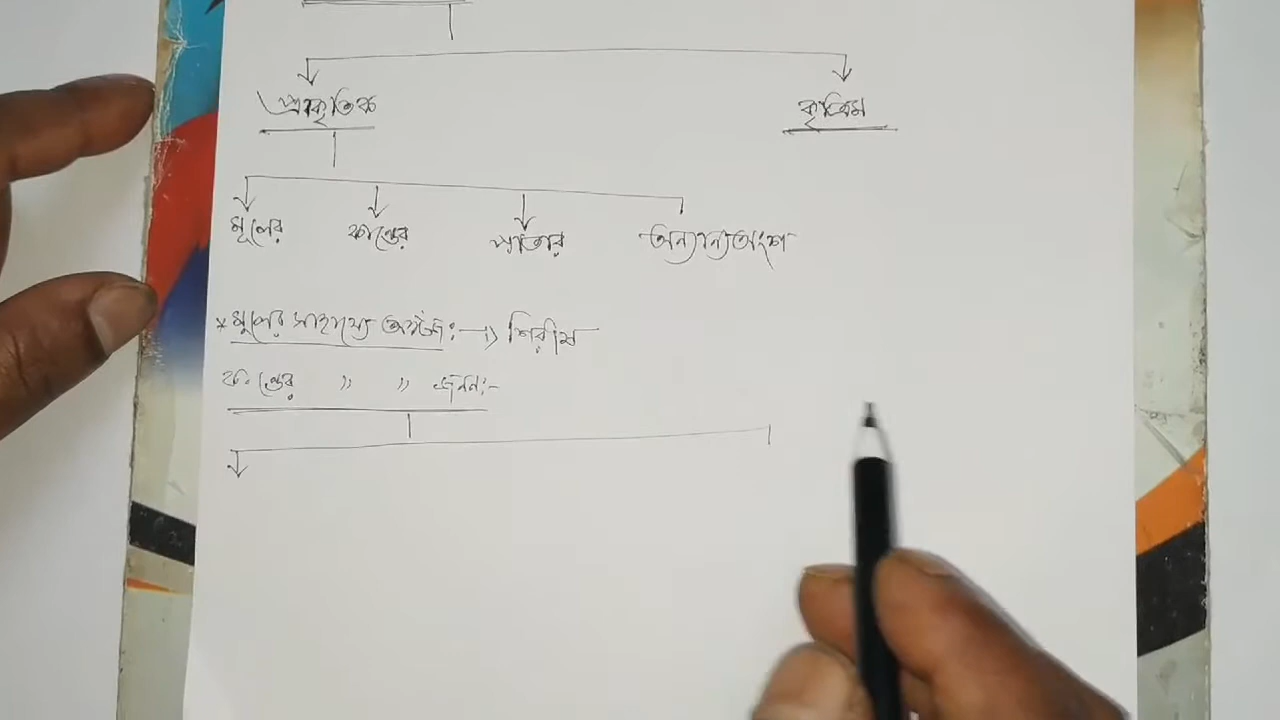 প্রাকৃতিক কৃত্রিম
মূলের কাণ্ডের পাতার অন্যান্য অংশ
* মূলের সাহায্যে অঙ্গজ :→ শিরীষ
কাণ্ডের " " জনন:-